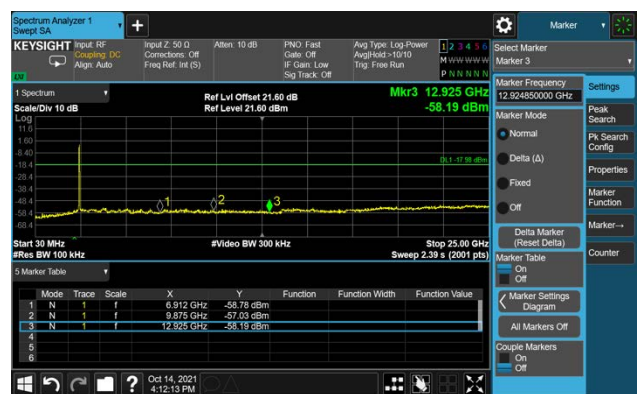 Spectrum Analyzer 1
Swept SA
Marker
KEYSIGHT
Input: RF
Coupling: DC
Align: Auto
Input Z: 50 Ω
Corrections: Off
Freq Ref: Int (S)
Atten: 10 dB
PNO: Fast
Gate: Off
IF Gain: Low
Sig Track: Off
Avg Type: Log-Power
Avg|Hold:>10/10
Trig: Free Run
1 2 3 4 5 6
M W W W W W
P N N N N N
LXI
Select Marker
Marker 3
1 Spectrum
Scale/Div 10 dB
Ref Lvl Offset 21.60 dB
Ref Level 21.60 dBm
Mkr3 12.925 GHz
-58.19 dBm
Log
11.6
1.60
-8.40
-18.4
-28.4
-38.4
-48.4
-58.4
-68.4
DL1 -17.98 dBm
1
2
3
Start 30 MHz
#Res BW 100 kHz
#Video BW 300 kHz
Stop 25.00 GHz
Sweep 2.39 s (2001 pts)
5 Marker Table
Mode Trace Scale X Y Function Function Width Function Value
1 N 1 f 6.912 GHz -58.78 dBm
2 N 1 f 9.875 GHz -57.03 dBm
3 N 1 f 12.925 GHz -58.19 dBm
4
5
6
Marker Frequency
12.924850000 GHz
Marker Mode
Normal
Delta (Δ)
Fixed
Off
Delta Marker
(Reset Delta)
Marker Table
On
Off
Marker Settings
Diagram
All Markers Off
Couple Markers
On
Off
Settings
Peak
Search
Pk Search
Config
Properties
Marker
Function
Marker→
Counter
?
Oct 14, 2021
4:12:13 PM